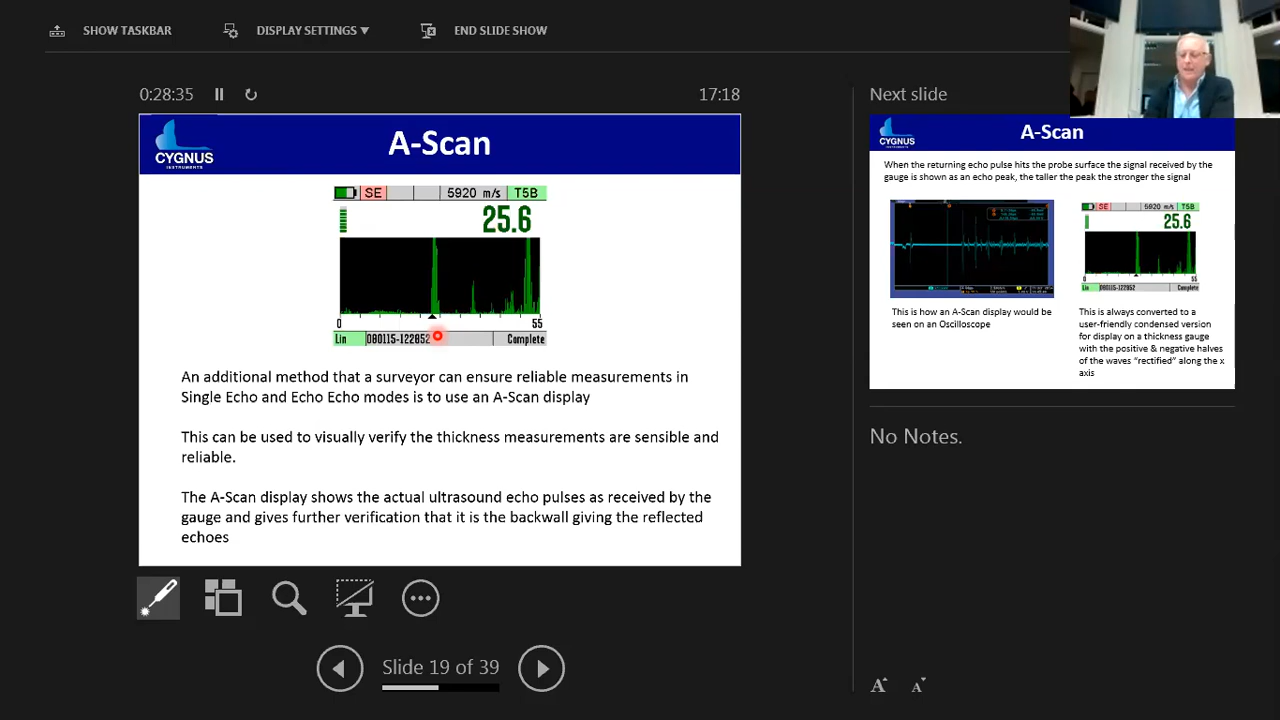 SHOW TASKBAR
DISPLAY SETTINGS
END SLIDE SHOW
0:28:35
17:18
CYGNUS
INSTRUMENTS
A-Scan
SE
5920 m/s
T5B
25.6
0
55
Lin
080115-122852
Complete
An additional method that a surveyor can ensure reliable measurements in
Single Echo and Echo Echo modes is to use an A-Scan display
This can be used to visually verify the thickness measurements are sensible and
reliable.
The A-Scan display shows the actual ultrasound echo pulses as received by the
gauge and gives further verification that it is the backwall giving the reflected
echoes
Slide 19 of 39
Next slide
CYGNUS
INSTRUMENTS
A-Scan
When the returning echo pulse hits the probe surface the signal received by the
gauge is shown as an echo peak, the taller the peak the stronger the signal
SE
5920 m/s
T5B
25.6
0
55
Lin
080115-122852
Complete
This is how an A-Scan display would be
seen on an Oscilloscope
This is always converted to a
user-friendly condensed version
for display on a thickness gauge
with the positive & negative halves
of the waves "rectified" along the x
axis
No Notes.
A
A